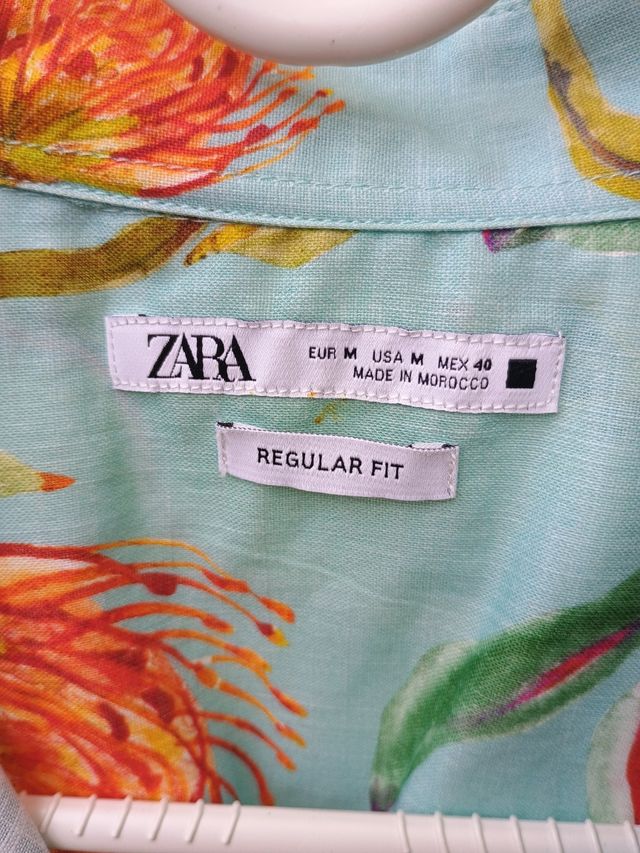 ZARA
EUR M USA M MEX 40
MADE IN MOROCCO
REGULAR FIT